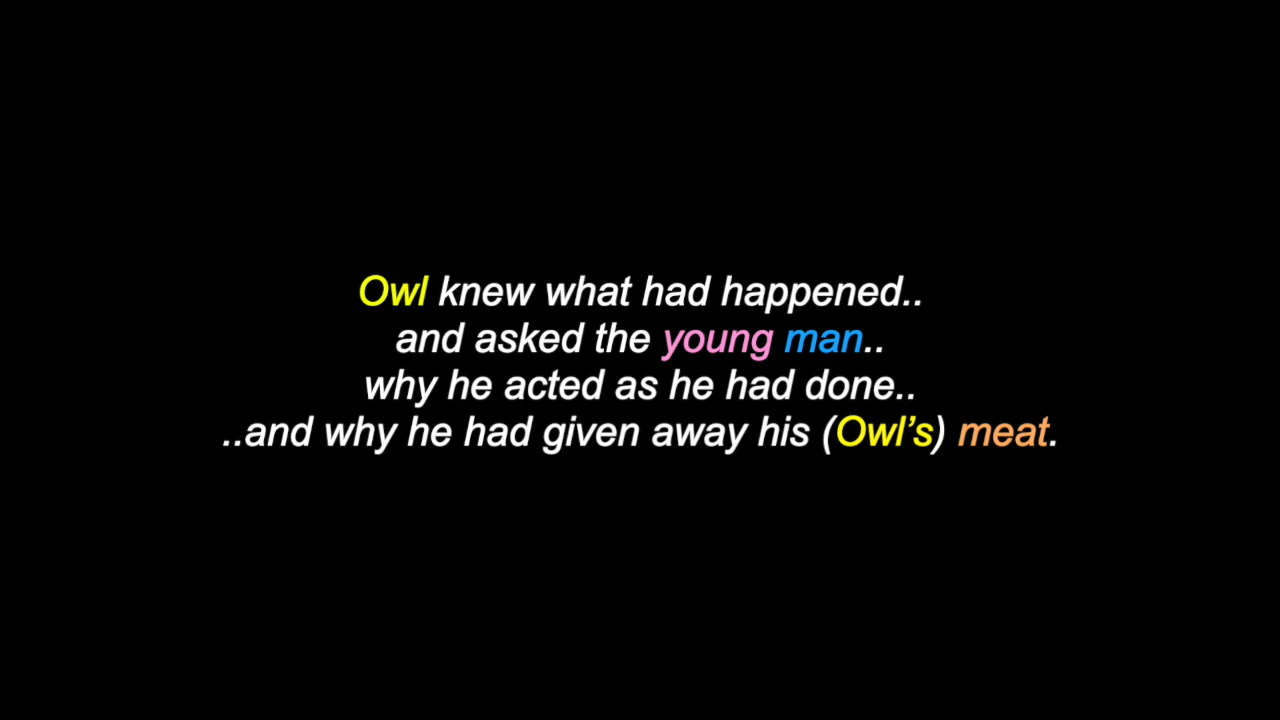 Owl knew what had happened..
and asked the young man..
why he acted as he had done..
..and why he had given away his (Owl’s) meat.